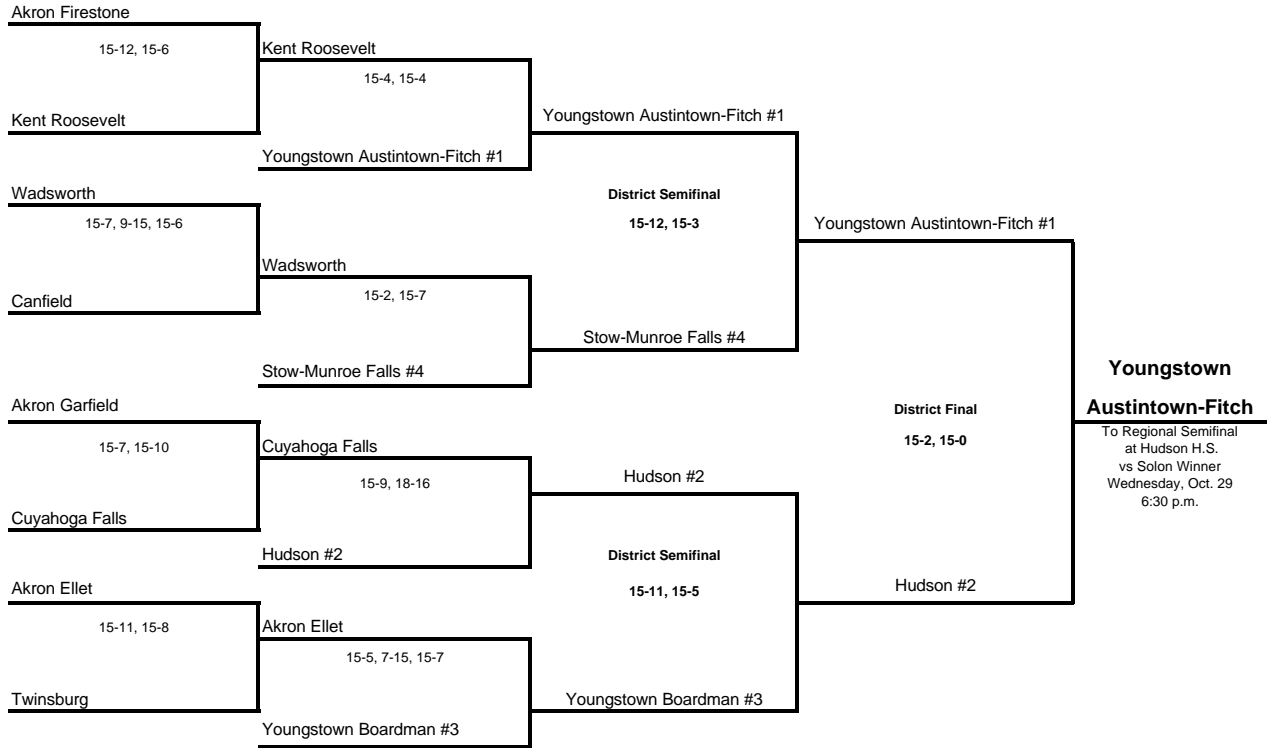 Akron Firestone
15-12, 15-6
Kent Roosevelt
Kent Roosevelt
15-4, 15-4
Youngstown Austintown-Fitch #1
Youngstown Austintown-Fitch #1
Wadsworth
15-7, 9-15, 15-6
Canfield
Wadsworth
15-2, 15-7
Stow-Munroe Falls #4
District Semifinal
15-12, 15-3
Stow-Munroe Falls #4
Youngstown Austintown-Fitch #1
Akron Garfield
15-7, 15-10
Cuyahoga Falls
Cuyahoga Falls
15-9, 18-16
Hudson #2
Hudson #2
Akron Ellet
15-11, 15-8
Twinsburg
Akron Ellet
15-5, 7-15, 15-7
Youngstown Boardman #3
District Semifinal
15-11, 15-5
Youngstown Boardman #3
Hudson #2
District Final
15-2, 15-0
Youngstown
Austintown-Fitch
To Regional Semifinal
at Hudson H.S.
vs Solon Winner
Wednesday, Oct. 29
6:30 p.m.